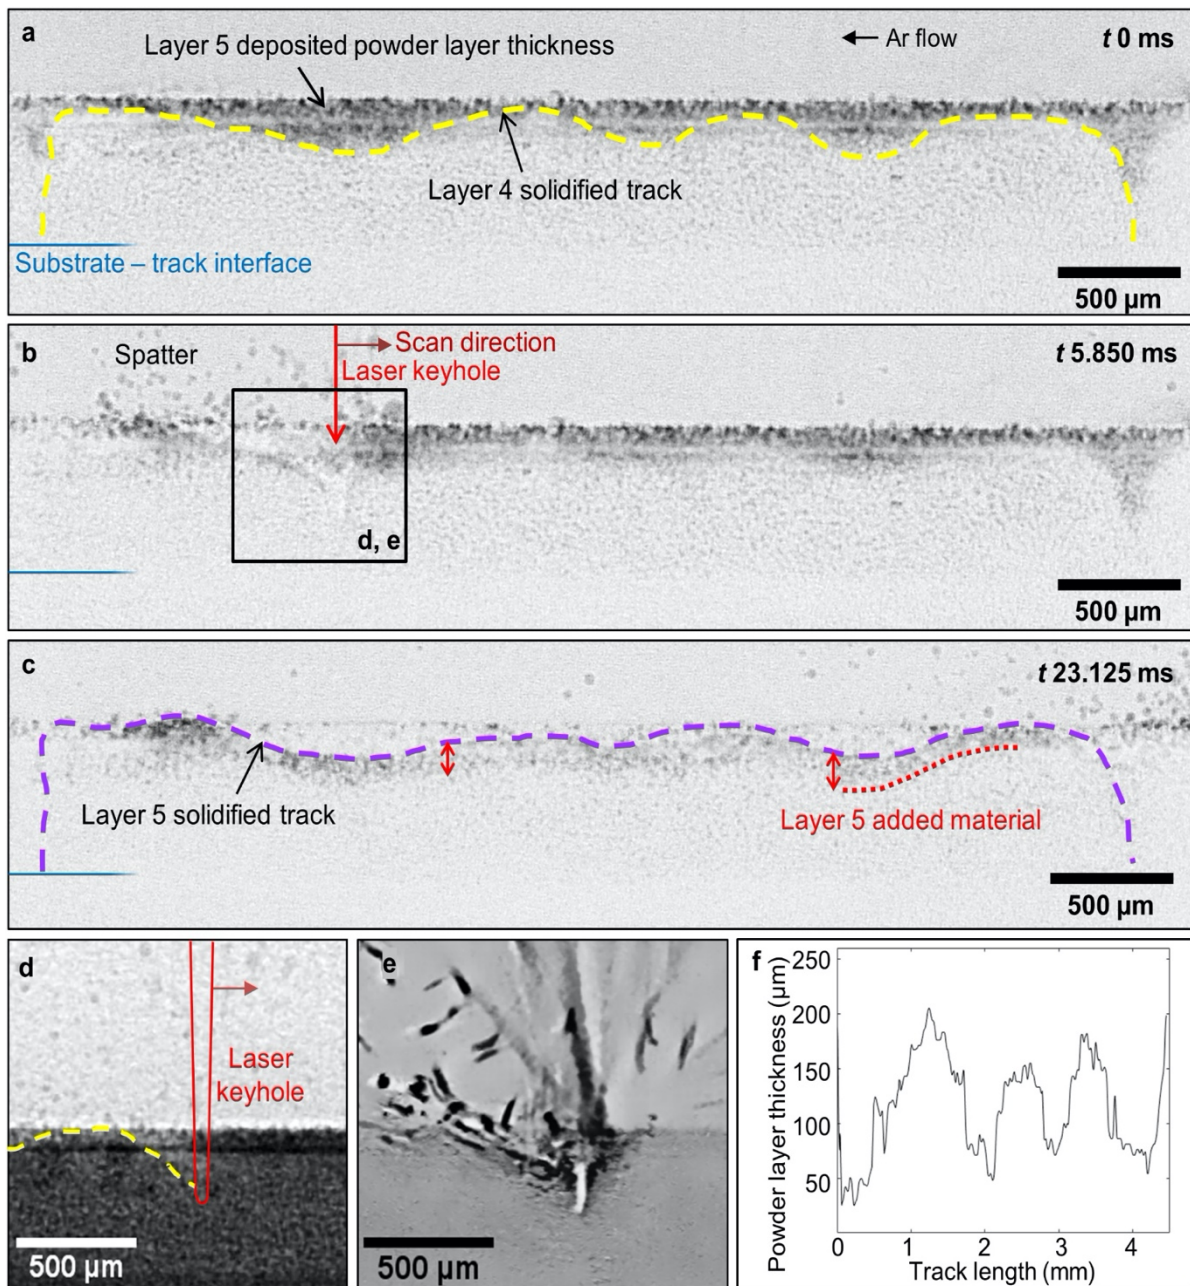 a
Layer 5 deposited powder layer thickness
Ar flow
t 0 ms
Layer 4 solidified track
Substrate – track interface
500 µm
b
Spatter
Scan direction
Laser keyhole
t 5.850 ms
d, e
500 µm
c
t 23.125 ms
Layer 5 solidified track
Layer 5 added material
500 µm
d
Laser
keyhole
500 µm
e
500 µm
f
Powder layer thickness (µm)
250
200
150
100
50
0 1 2 3 4
Track length (mm)